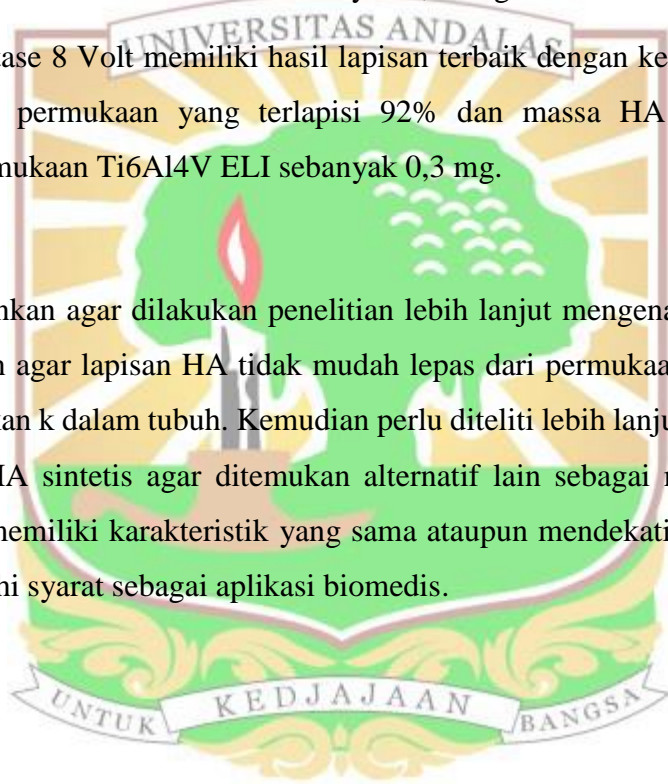 UNIVERSITAS ANDALAS
tase 8 Volt memiliki hasil lapisan terbaik dengan ke
permukaan yang terlapisi 92% dan massa HA
mukaan Ti6Al4V ELI sebanyak 0,3 mg.
nkan agar dilakukan penelitian lebih lanjut mengena
n agar lapisan HA tidak mudah lepas dari permukaa
kan k dalam tubuh. Kemudian perlu diteliti lebih lanju
HA sintetis agar ditemukan alternatif lain sebagai
memiliki karakteristik yang sama ataupun mendekati
hi syarat sebagai aplikasi biomedis.
UNTUK KEDJAJAAN BANGSA